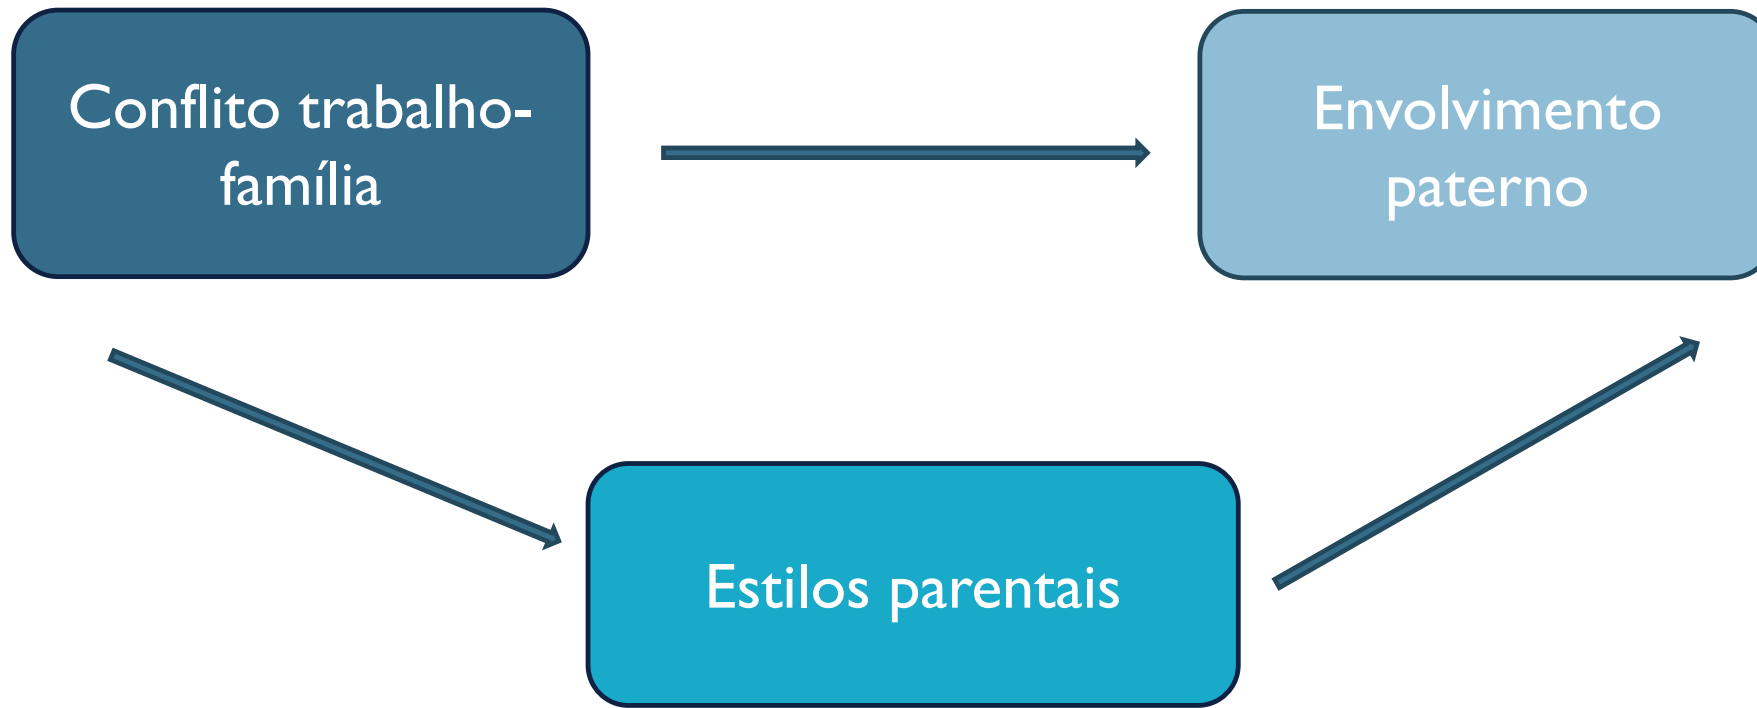 Conflito trabalho-
família
Envolvimento
paterno
Estilos parentais